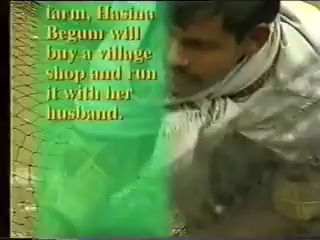 farm, Hasina
Begum will
buy a village
shop and run
it with her
husband.